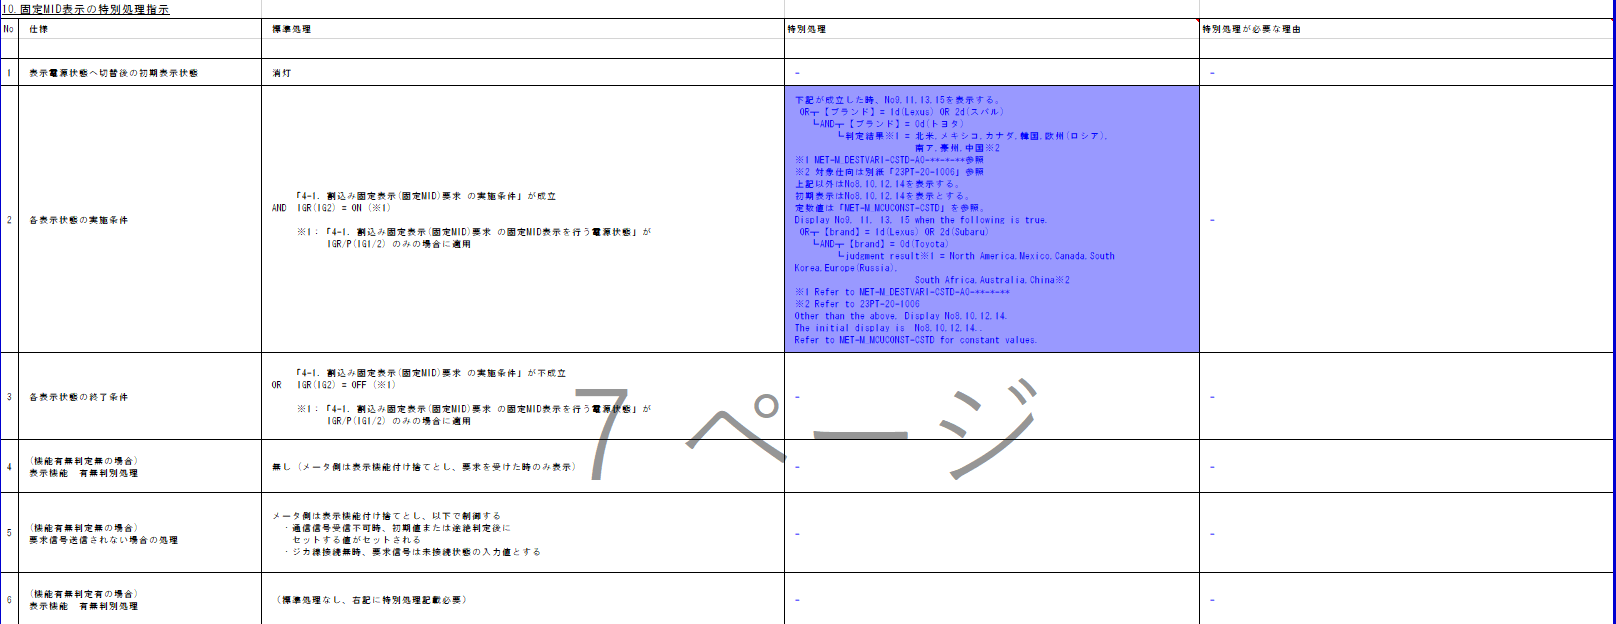 10.固定MID表示の特別処理指示
No 仕様 標準処理 特別処理 特別処理が必要な理由
1 表示電源状態へ切替後の初期表示状態 消灯 - -
2 各表示状態の実施条件
「4-1. 割込み固定表示(固定MID)要求 の実施条件」が成立
AND IGR(IG2) = ON (※1)
※1：「4-1. 割込み固定表示(固定MID)要求 の固定MID表示を行う電源状態」が
IGR/P(IG1/2) のみの場合に適用
下記が成立した時、No9,11,13,15を表示する。
OR┬【ブランド】= 1d(Lexus) OR 2d(スバル)
└AND┬【ブランド】= 0d(トヨタ)
└判定結果※1 = 北米,メキシコ,カナダ,韓国,欧州(ロシア),
南ア,豪州,中国※2
※1 MET-M_DESTVARI-CSTD-A0-**-*-**参照
※2 対象仕向は別紙「23PT-20-1006」参照
上記以外はNo8,10,12,14を表示する。
初期表示はNo8,10,12,14を表示とする。
定数値は「MET-M_MCUCONST-CSTD」を参照。
Display No9, 11, 13, 15 when the following is true.
OR┬【brand】= 1d(Lexus) OR 2d(Subaru)
└AND┬【brand】= 0d(Toyota)
└judgment result※1 = North America,Mexico,Canada,South
Korea,Europe(Russia),
South Africa,Australia,China※2
※1 Refer to MET-M_DESTVARI-CSTD-A0-**-*-**
※2 Refer to 23PT-20-1006
Other than the above, Display No8,10,12,14.
The initial display is No8,10,12,14..
Refer to MET-M_MCUCONST-CSTD for constant values.
-
3 各表示状態の終了条件
「4-1. 割込み固定表示(固定MID)要求 の実施条件」が不成立
OR IGR(IG2) = OFF (※1)
※1：「4-1. 割込み固定表示(固定MID)要求 の固定MID表示を行う電源状態」が
IGR/P(IG1/2) のみの場合に適用
- -
7 ページ
4 (機能有無判定無の場合)
表示機能 有無判別処理
無し（メータ側は表示機能付け捨てとし、要求を受けた時のみ表示）
- -
5 (機能有無判定無の場合)
要求信号送信されない場合の処理
メータ側は表示機能付け捨てとし、以下で制御する
・通信信号受信不可時、初期値または途絶判定後に
セットする値がセットされる
・ジカ線接続無時、要求信号は未接続状態の入力値とする
- -
6 (機能有無判定有の場合)
表示機能 有無判別処理
（標準処理なし、右記に特別処理記載必要）
- -